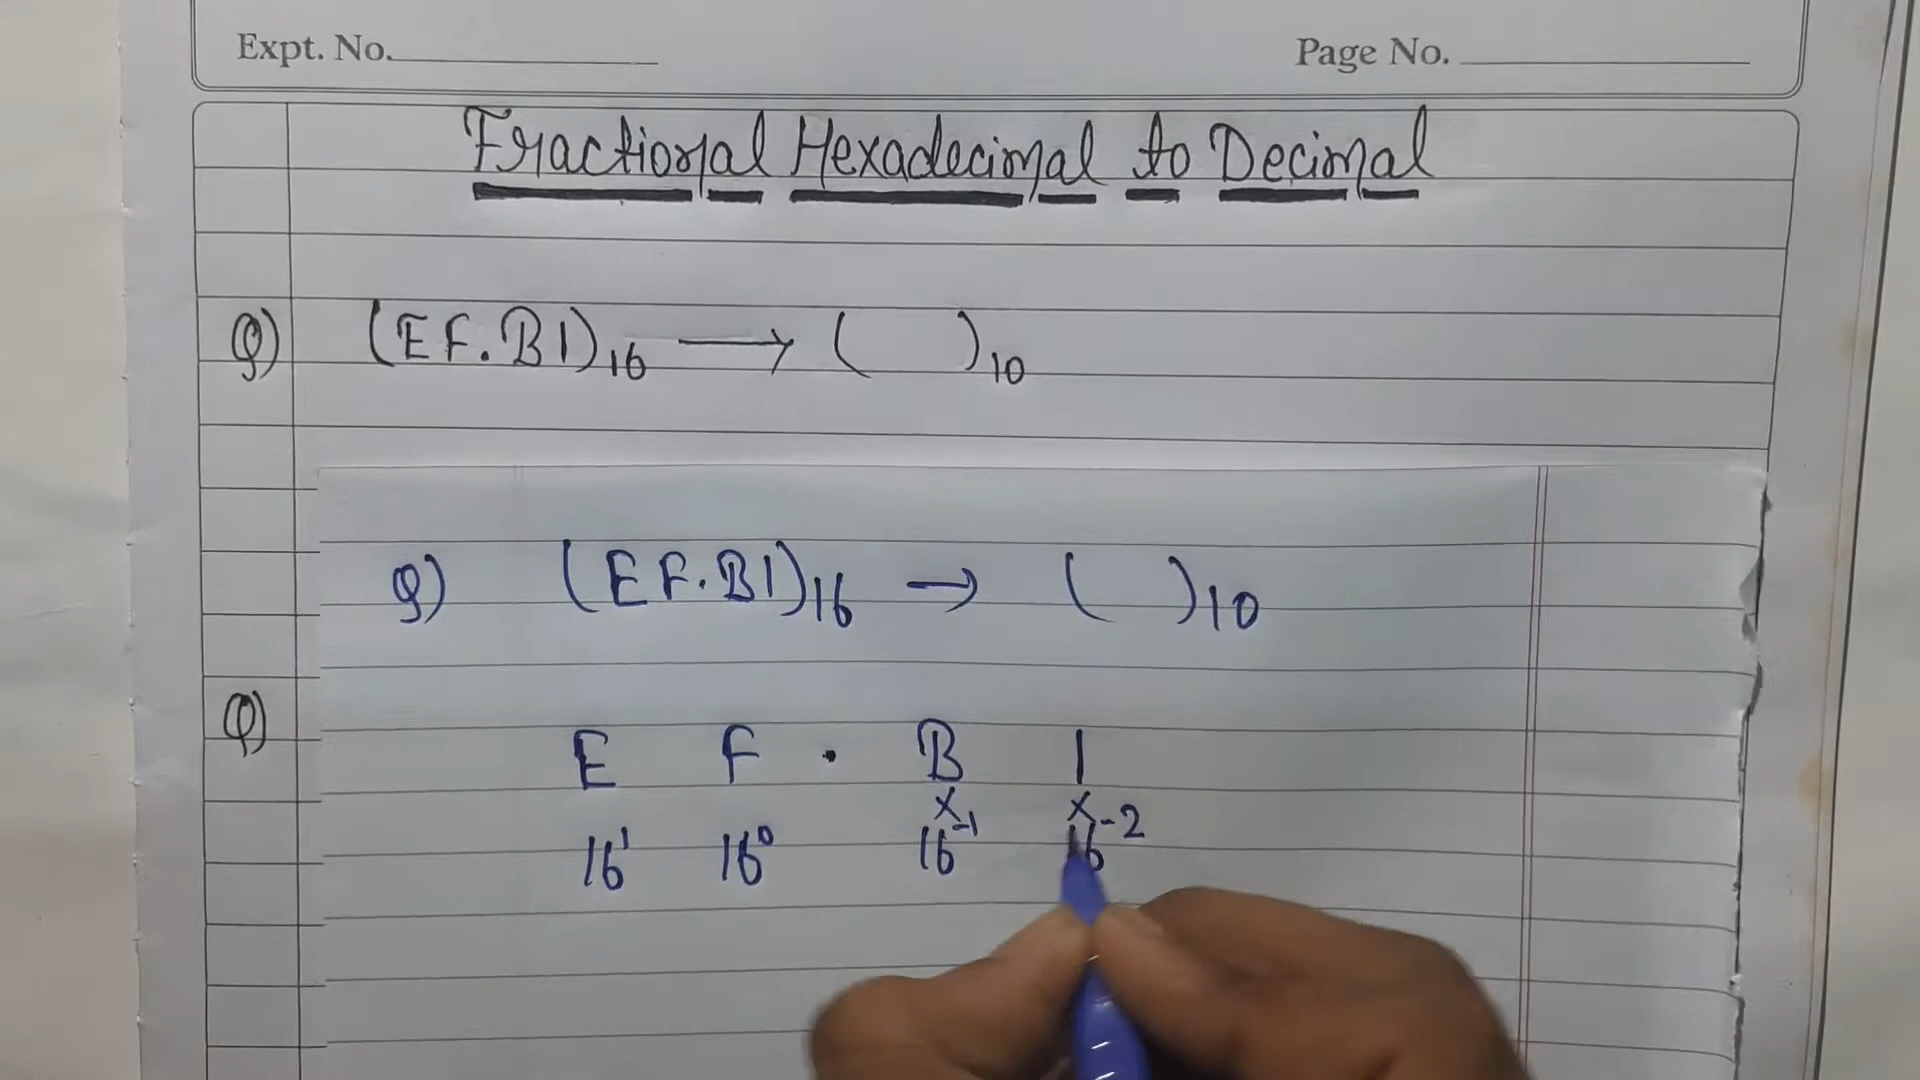 Expt. No. Page No.
Fractional Hexadecimal to Decimal
Q) (EF.B1)₁₆ → ( )₁₀
Q) (EF.B1)₁₆ → ( )₁₀
Q)
E F . B 1
x x
16¹ 16⁰ 16⁻¹ 16⁻²